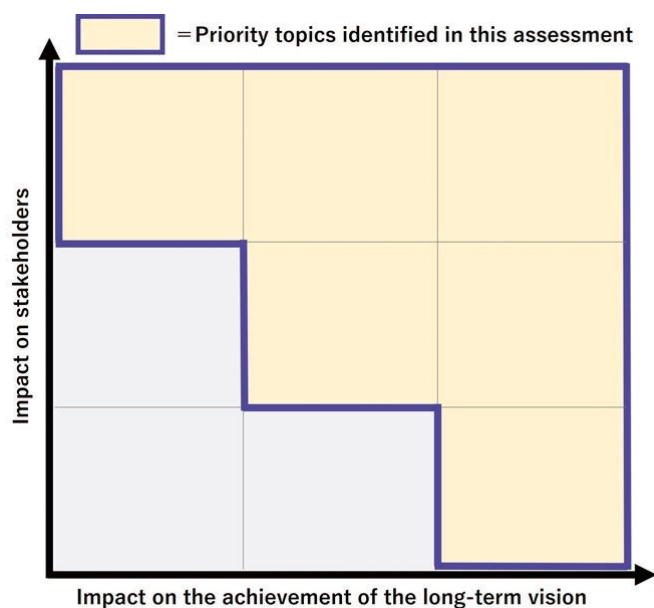 = Priority topics identified in this assessment
Impact on stakeholders
Impact on the achievement of the long-term vision